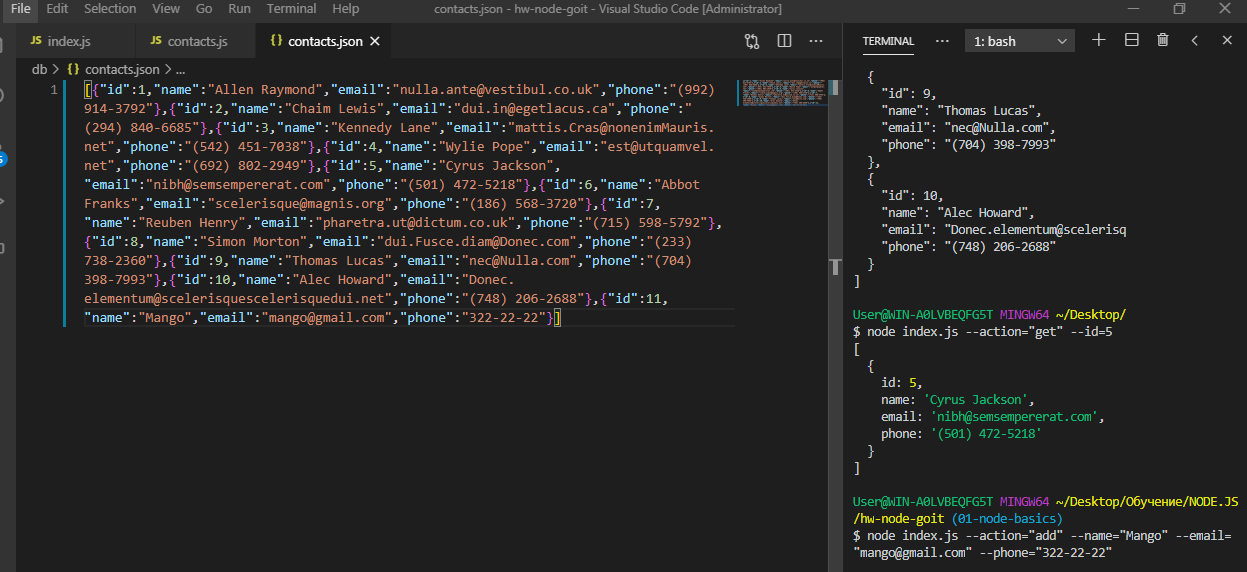 File Edit Selection View Go Run Terminal Help contacts.json - hw-node-goit - Visual Studio Code [Administrator]
JS index.js JS contacts.js {} contacts.json × ···
db > {} contacts.json > ...
1 [{"id":1,"name":"Allen Raymond","email":"nulla.ante@vestibul.co.uk","phone":"(992)
914-3792"},{"id":2,"name":"Chaim Lewis","email":"dui.in@egetlacus.ca","phone":"
(294) 840-6685"},{"id":3,"name":"Kennedy Lane","email":"mattis.Cras@nonenimMauris.
net","phone":"(542) 451-7038"},{"id":4,"name":"Wylie Pope","email":"est@utquamvel.
net","phone":"(692) 802-2949"},{"id":5,"name":"Cyrus Jackson",
"email":"nibh@semsempererat.com","phone":"(501) 472-5218"},{"id":6,"name":"Abbot
Franks","email":"scelerisque@magnis.org","phone":"(186) 568-3720"},{"id":7,
"name":"Reuben Henry","email":"pharetra.ut@dictum.co.uk","phone":"(715) 598-5792"},
{"id":8,"name":"Simon Morton","email":"dui.Fusce.diam@Donec.com","phone":"(233)
738-2360"},{"id":9,"name":"Thomas Lucas","email":"nec@Nulla.com","phone":"(704)
398-7993"},{"id":10,"name":"Alec Howard","email":"Donec.
elementum@scelerisquescelerisquedui.net","phone":"(748) 206-2688"},{"id":11,
"name":"Mango","email":"mango@gmail.com","phone":"322-22-22"}]
TERMINAL ··· 1: bash
{
"id": 9,
"name": "Thomas Lucas",
"email": "nec@Nulla.com",
"phone": "(704) 398-7993"
},
{
"id": 10,
"name": "Alec Howard",
"email": "Donec.elementum@scelerisq
"phone": "(748) 206-2688"
}
]
User@WIN-A0LVBEQFG5T MINGW64 ~/Desktop/
$ node index.js --action="get" --id=5
[
{
id: 5,
name: 'Cyrus Jackson',
email: 'nibh@semsempererat.com',
phone: '(501) 472-5218'
}
]
User@WIN-A0LVBEQFG5T MINGW64 ~/Desktop/Обучение/NODE.JS
/hw-node-goit (01-node-basics)
$ node index.js --action="add" --name="Mango" --email=
"mango@gmail.com" --phone="322-22-22"